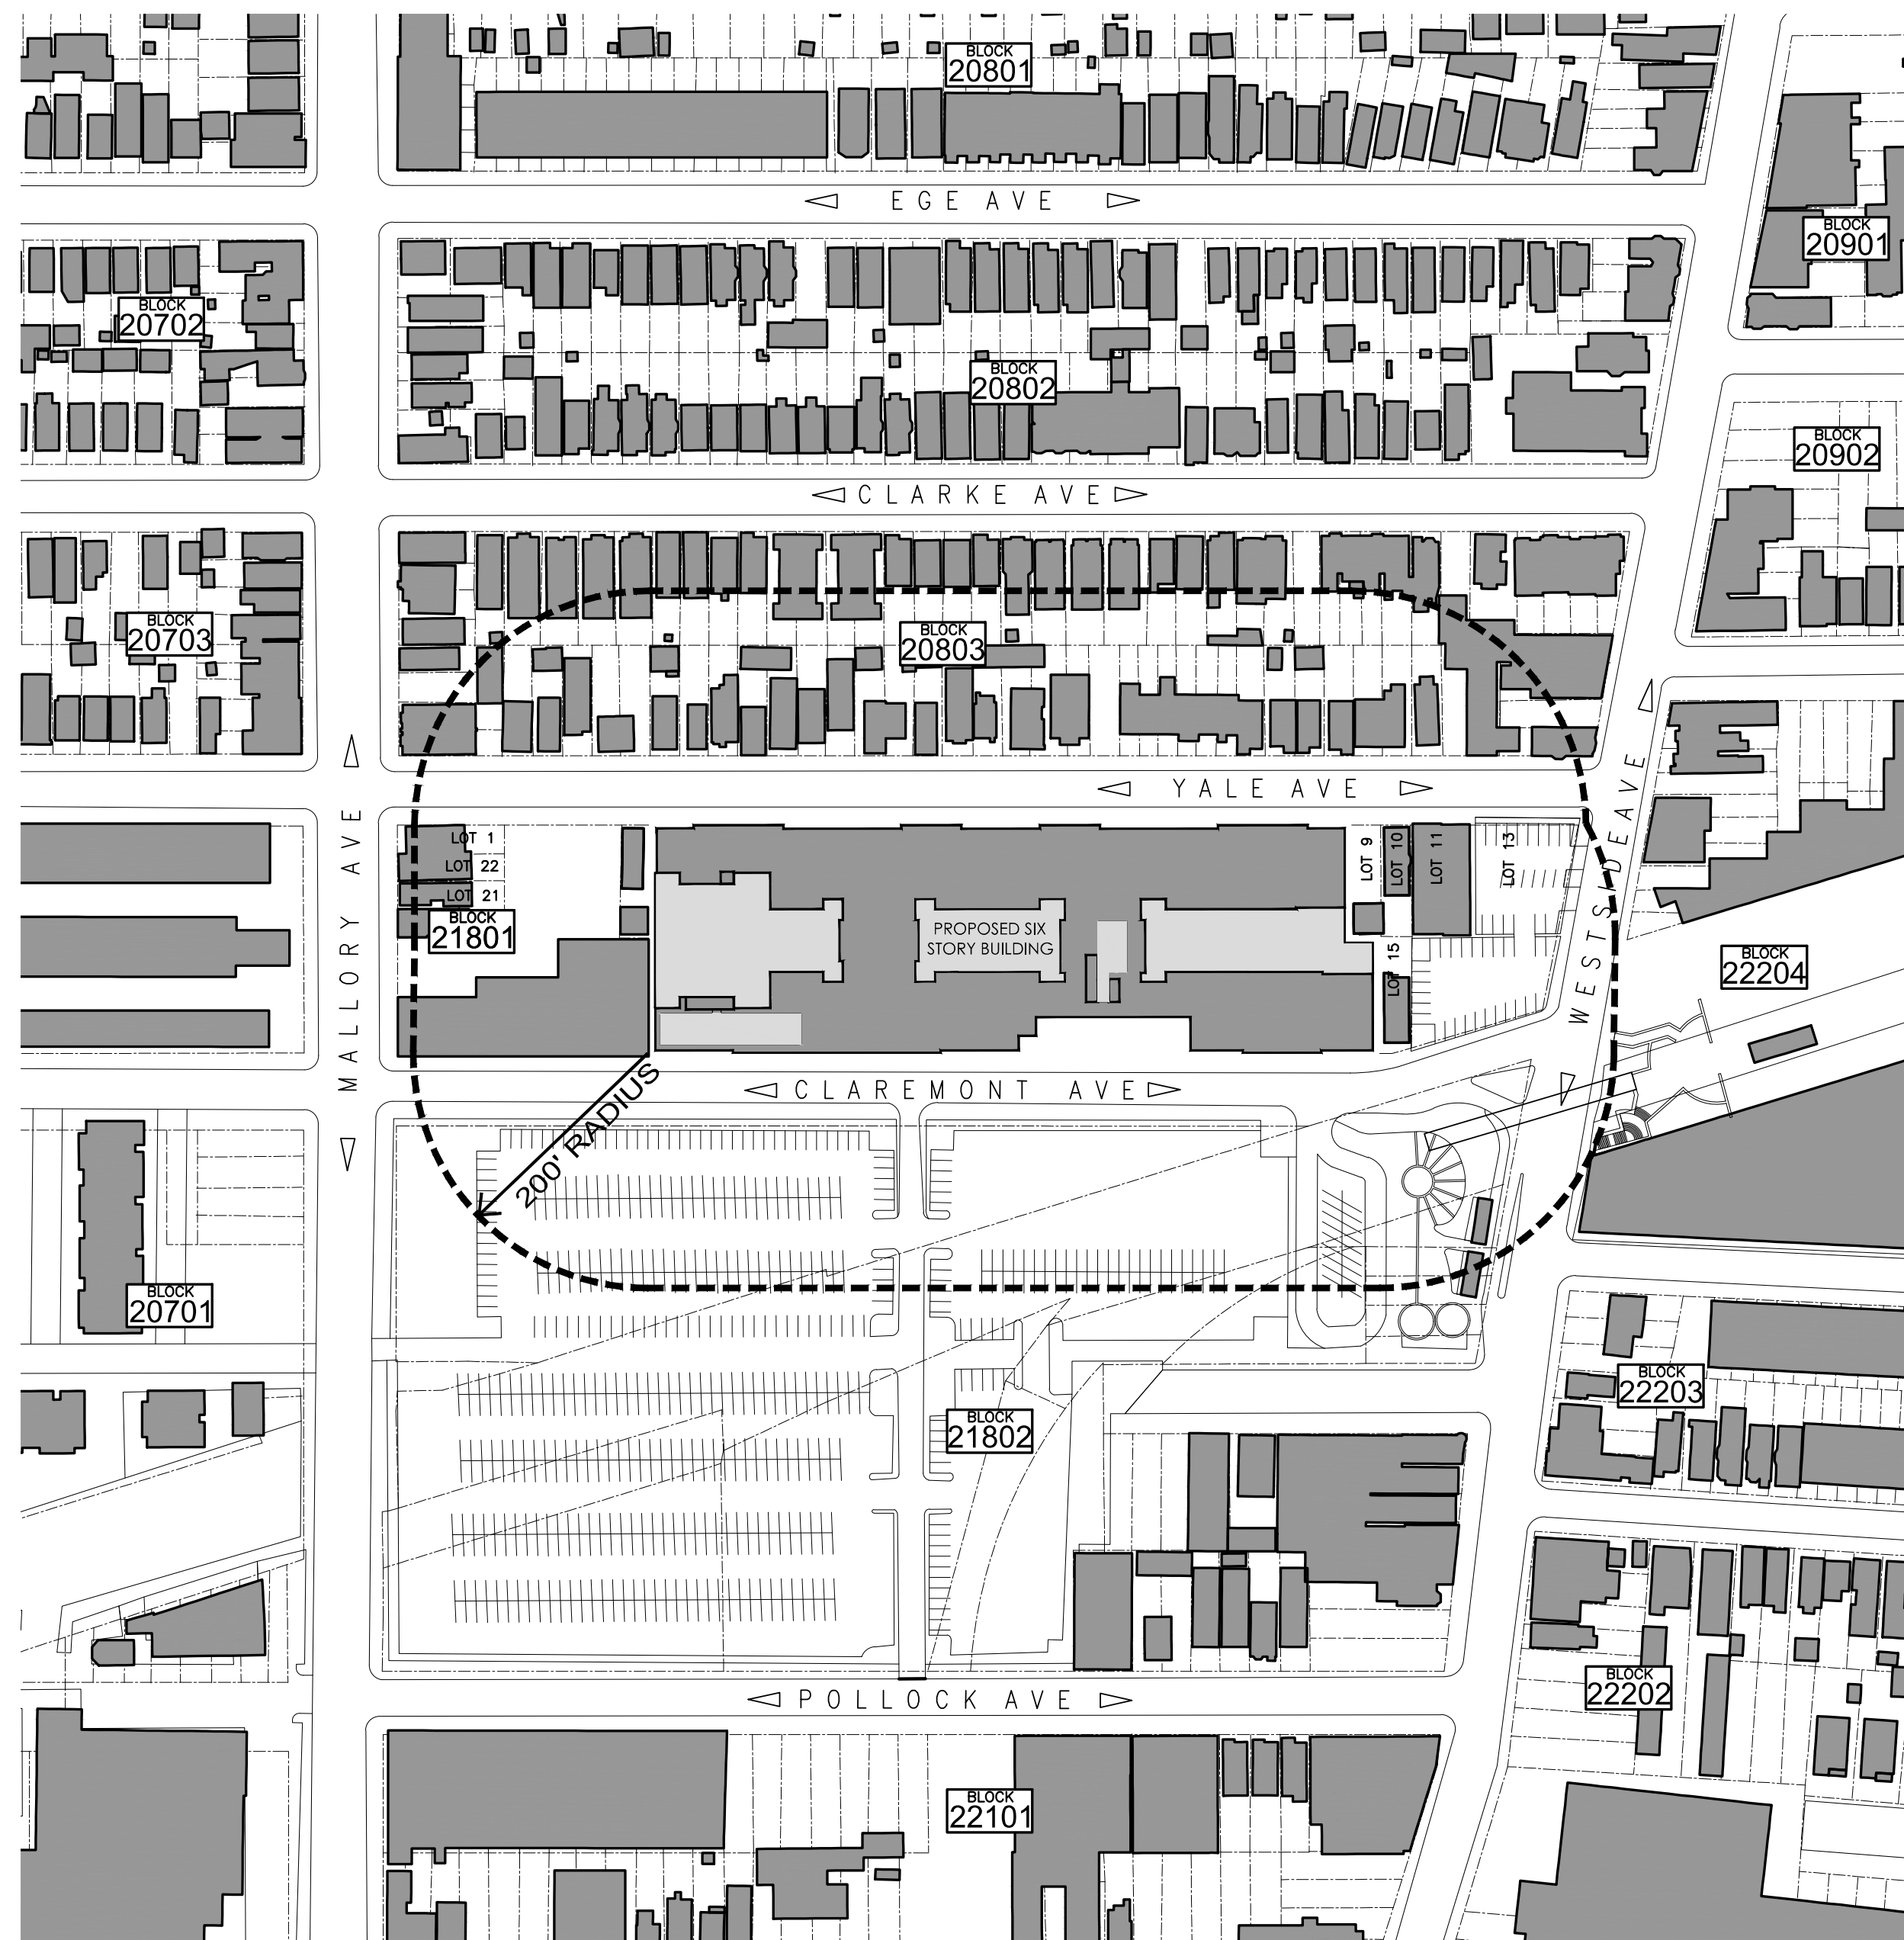 BLOCK
20801
EGE AVE
BLOCK
20901
BLOCK
20702
BLOCK
20802
BLOCK
20902
CLARKE AVE
BLOCK
20703
BLOCK
20803
YALE AVE
WESTSIDE AVE
MALLORY AVE
LOT 1
LOT 22
LOT 21
BLOCK
21801
PROPOSED SIX
STORY BUILDING
LOT 9
LOT 10
LOT 11
LOT 13
LOT 15
BLOCK
22204
CLAREMONT AVE
200' RADIUS
BLOCK
20701
BLOCK
22203
BLOCK
21802
BLOCK
22202
POLLOCK AVE
BLOCK
22101